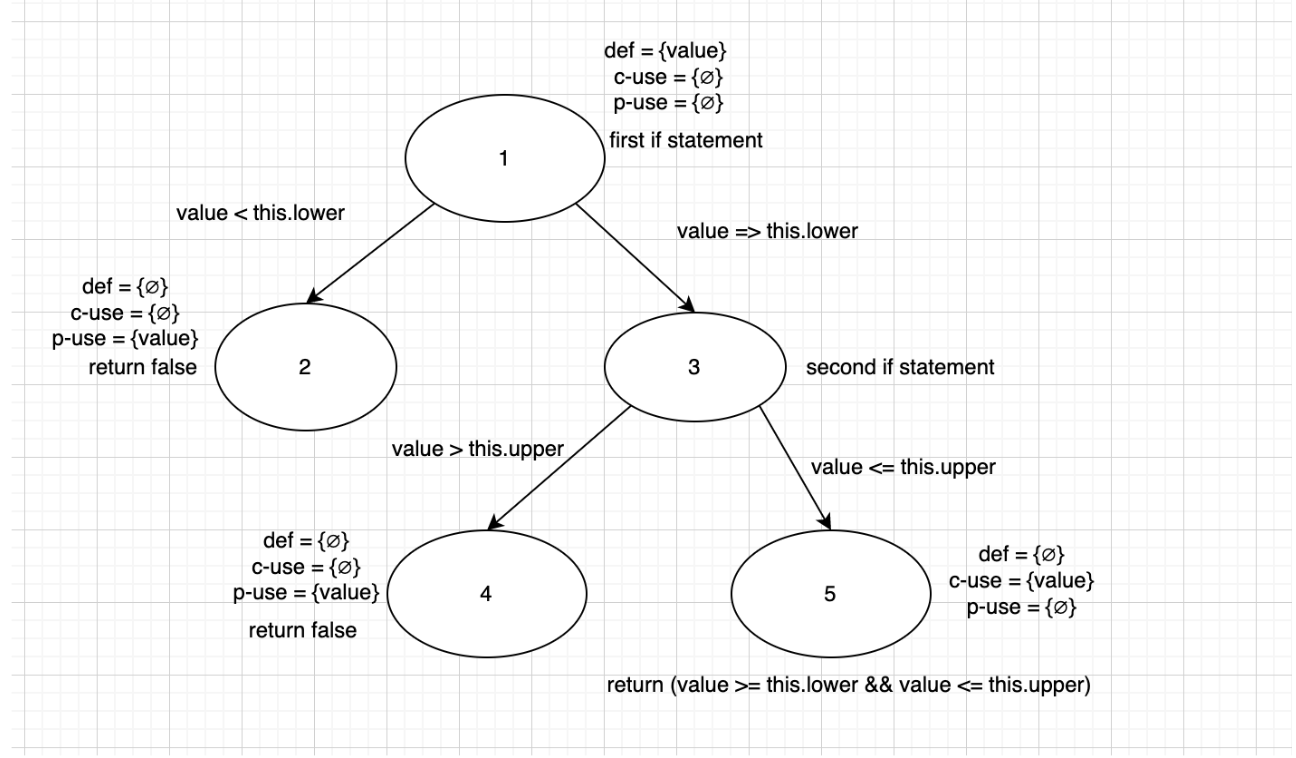 def = {value}
c-use = {∅}
p-use = {∅}
1
first if statement
value < this.lower
value => this.lower
def = {∅}
c-use = {∅}
p-use = {value}
return false
2
3
second if statement
value > this.upper
value <= this.upper
def = {∅}
c-use = {∅}
p-use = {value}
return false
4
5
def = {∅}
c-use = {value}
p-use = {∅}
return (value >= this.lower && value <= this.upper)